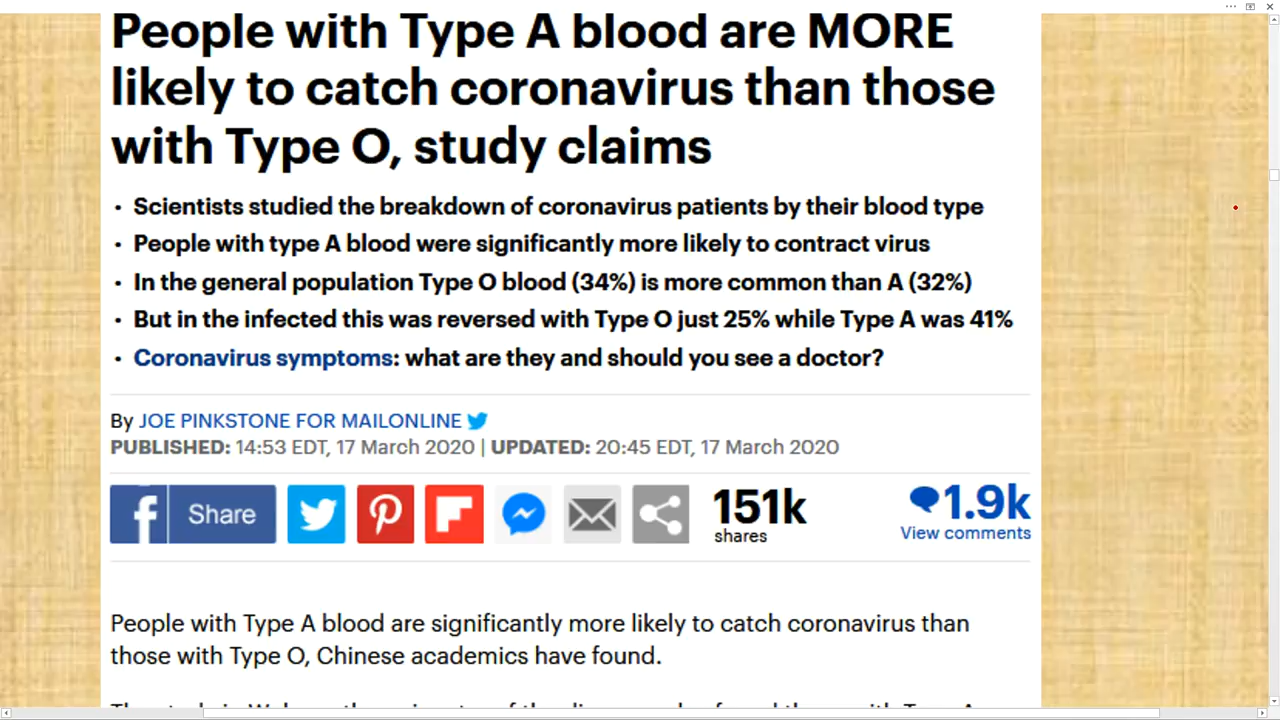 People with Type A blood are MORE
likely to catch coronavirus than those
with Type O, study claims
• Scientists studied the breakdown of coronavirus patients by their blood type
• People with type A blood were significantly more likely to contract virus
• In the general population Type O blood (34%) is more common than A (32%)
• But in the infected this was reversed with Type O just 25% while Type A was 41%
• Coronavirus symptoms: what are they and should you see a doctor?
By JOE PINKSTONE FOR MAILONLINE
PUBLISHED: 14:53 EDT, 17 March 2020 | UPDATED: 20:45 EDT, 17 March 2020
f Share
151k
shares
1.9k
View comments
People with Type A blood are significantly more likely to catch coronavirus than
those with Type O, Chinese academics have found.